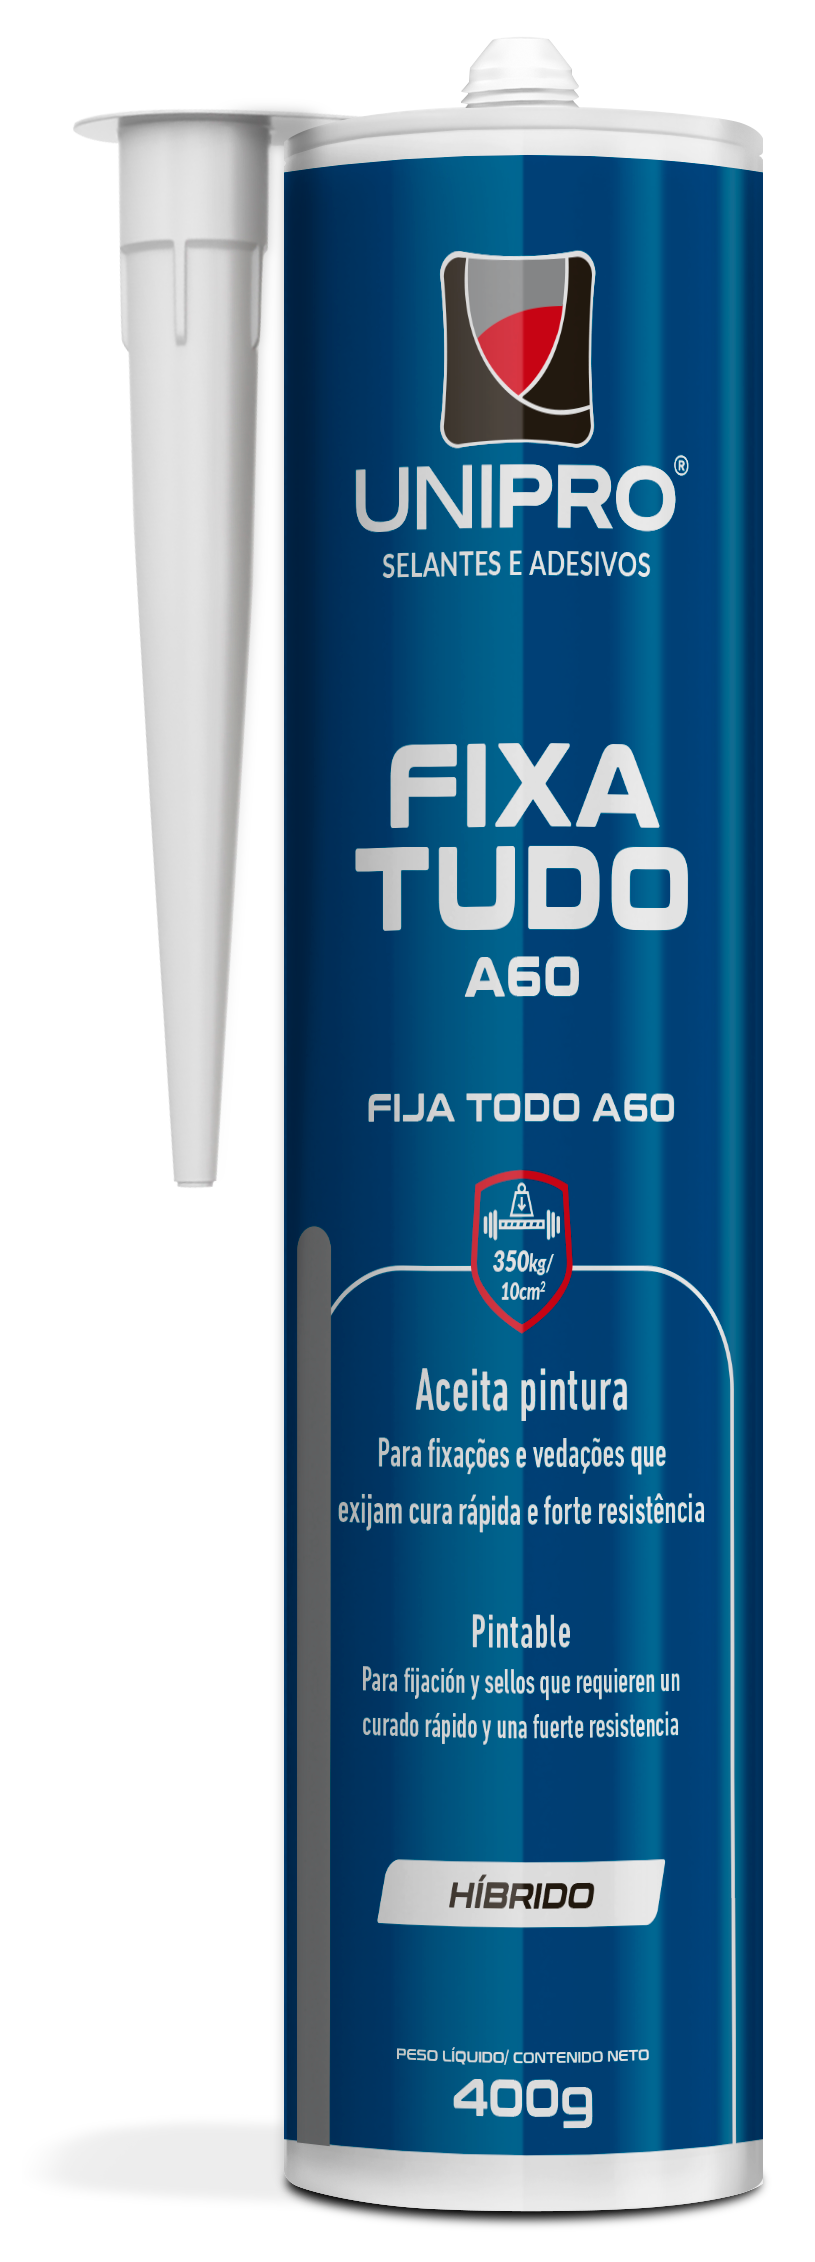 UNIPRO®
SELANTES E ADESIVOS
FIXA
TUDO
A60
FIJA TODO A60
350kg/
10cm²
Aceita pintura
Para fixações e vedações que
exijam cura rápida e forte resistência
Pintable
Para fijación y sellos que requieren un
curado rápido y una fuerte resistencia
HÍBRIDO
PESO LÍQUIDO/ CONTENIDO NETO
400g